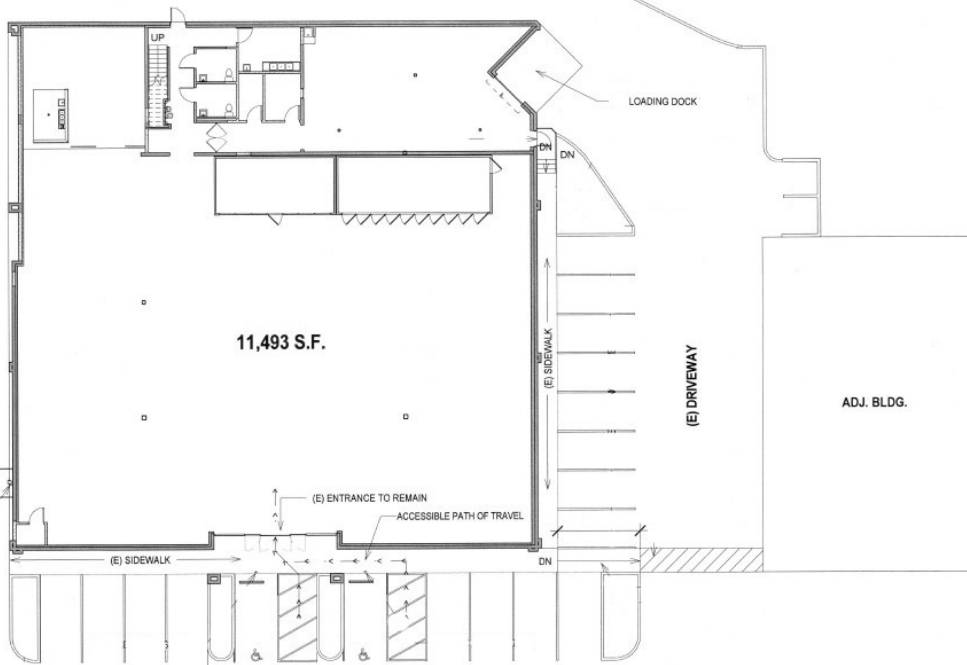 UP
LOADING DOCK
DN
DN
11,493 S.F.
(E) SIDEWALK
(E) DRIVEWAY
ADJ. BLDG.
(E) ENTRANCE TO REMAIN
ACCESSIBLE PATH OF TRAVEL
(E) SIDEWALK
DN